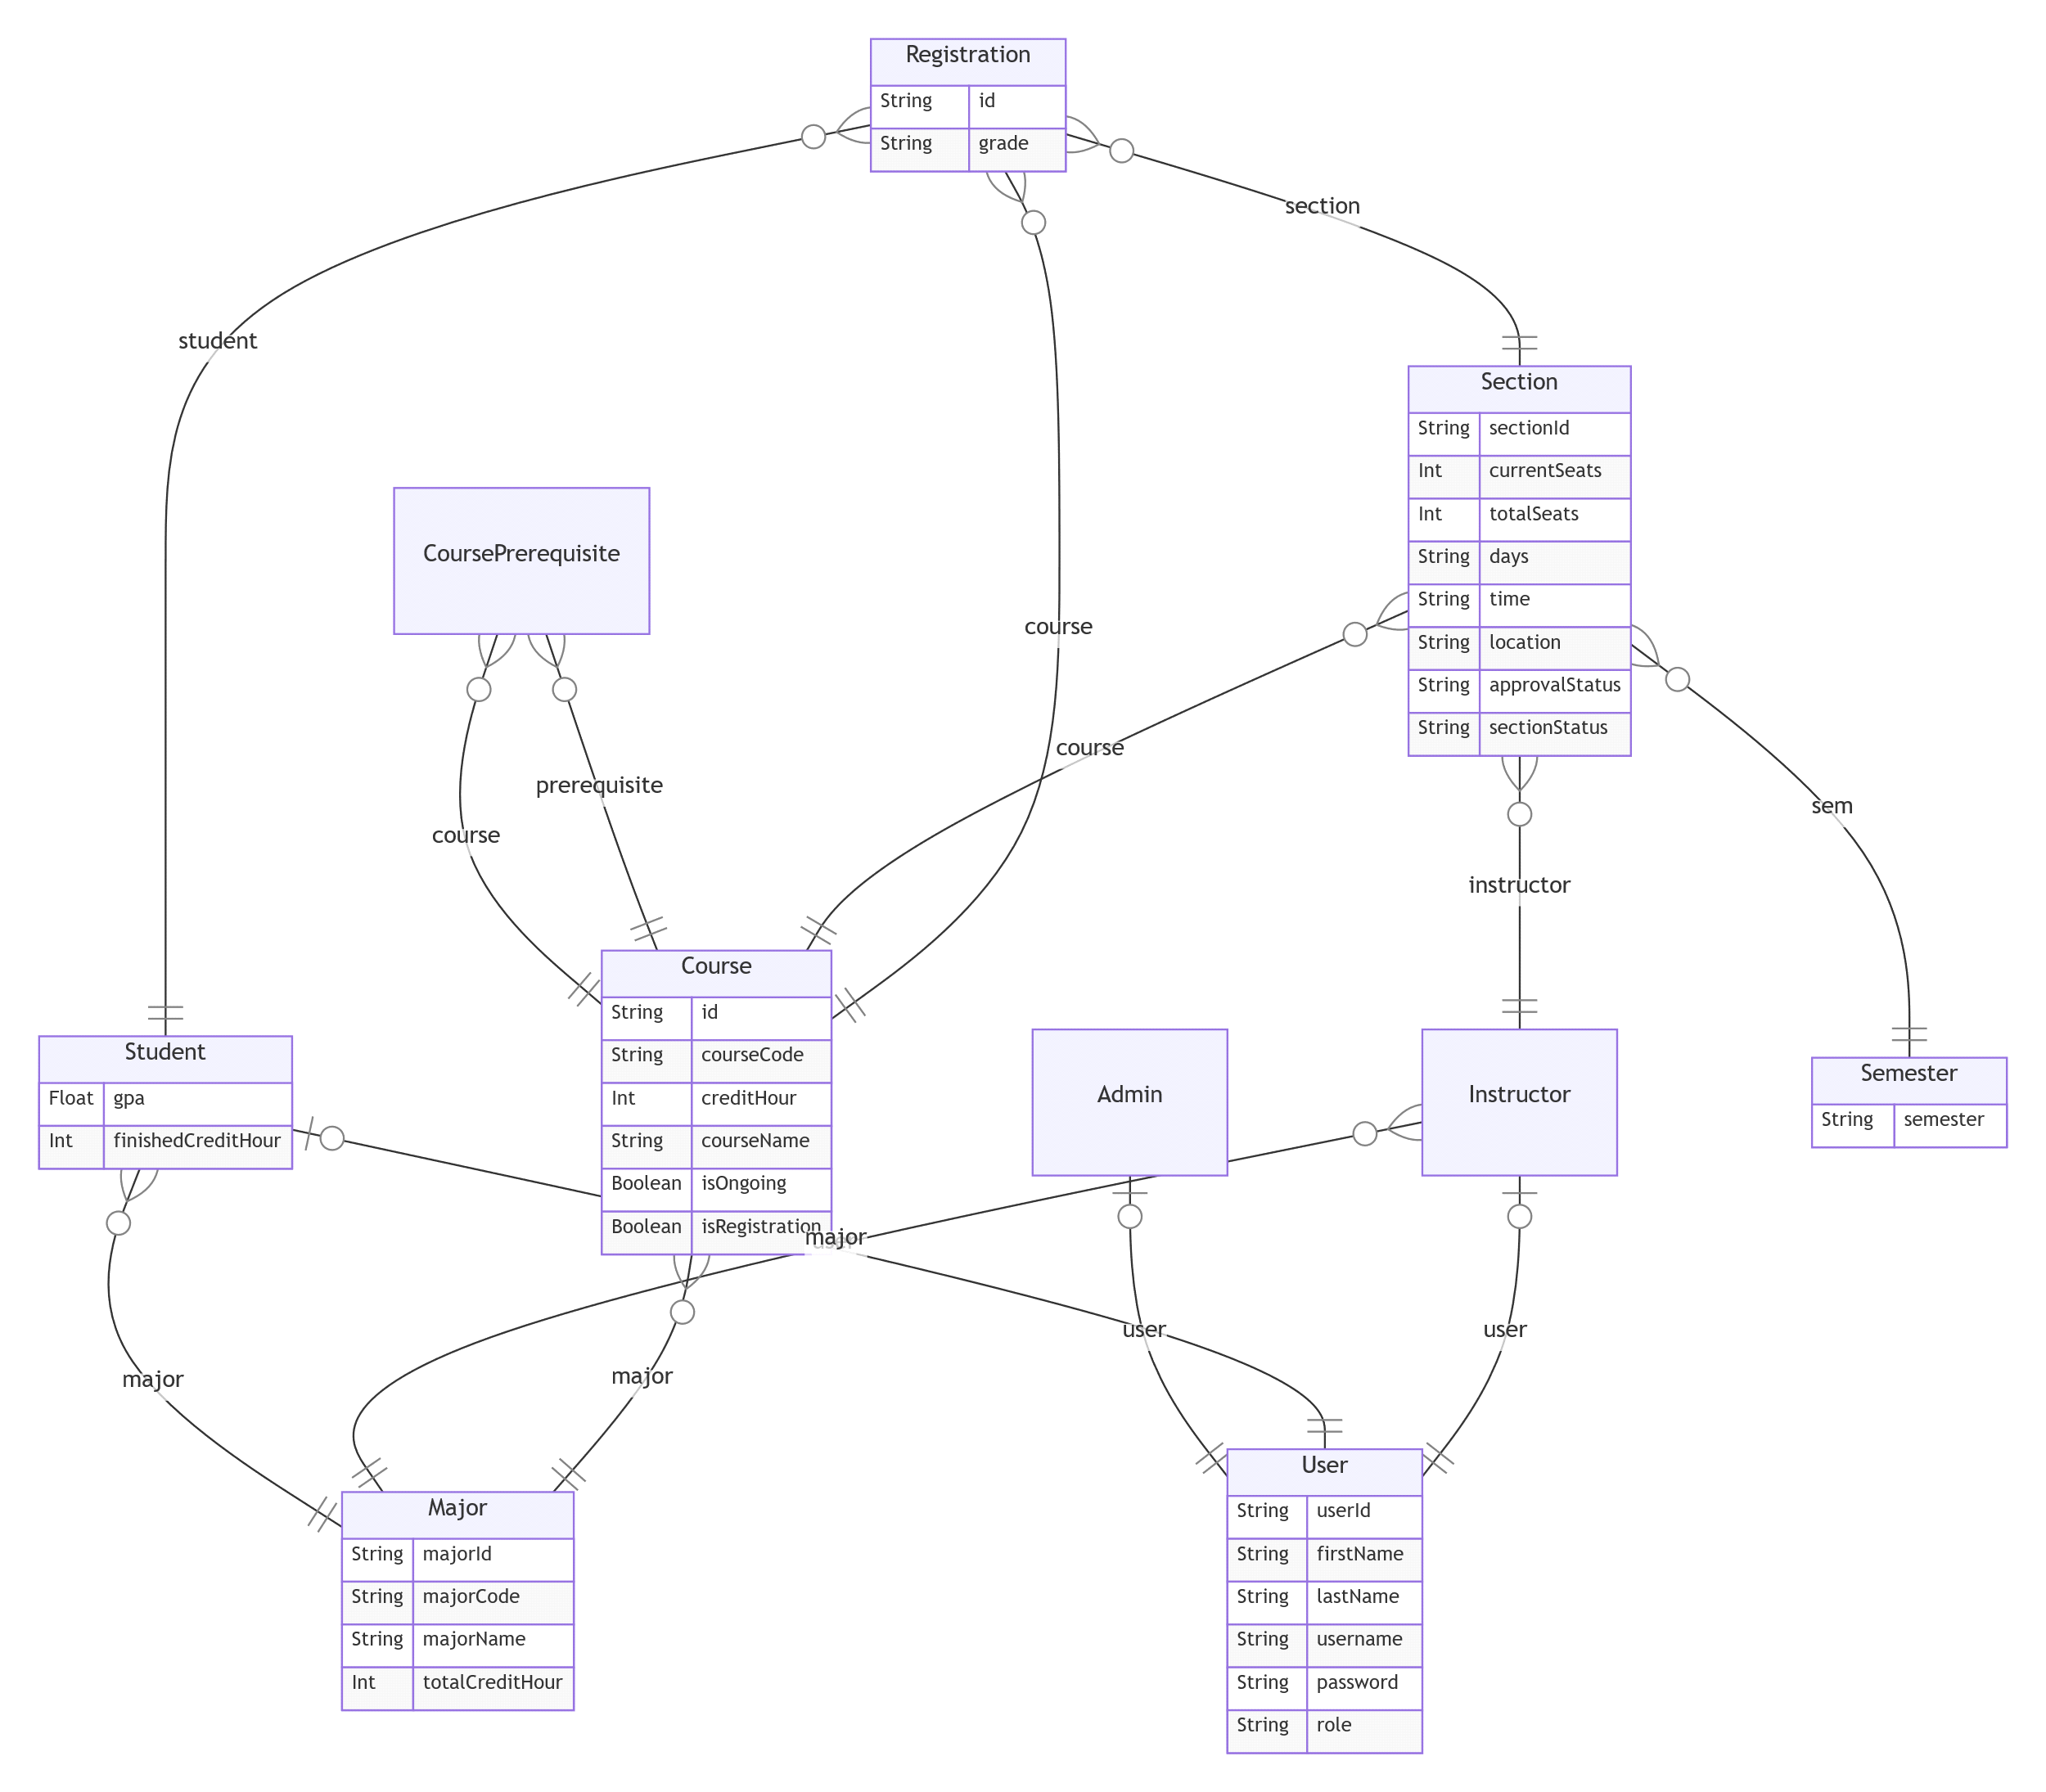 Registration
String id
String grade
section
student
Section
String sectionId
Int currentSeats
Int totalSeats
String days
String time
String location
String approvalStatus
String sectionStatus
CoursePrerequisite
course
course
sem
prerequisite
course
instructor
Course
String id
String courseCode
Int creditHour
String courseName
Boolean isOngoing
Boolean isRegistration
Student
Float gpa
Int finishedCreditHour
Admin
Instructor
Semester
String semester
major
user
user
user
major
major
Major
String majorId
String majorCode
String majorName
Int totalCreditHour
User
String userId
String firstName
String lastName
String username
String password
String role